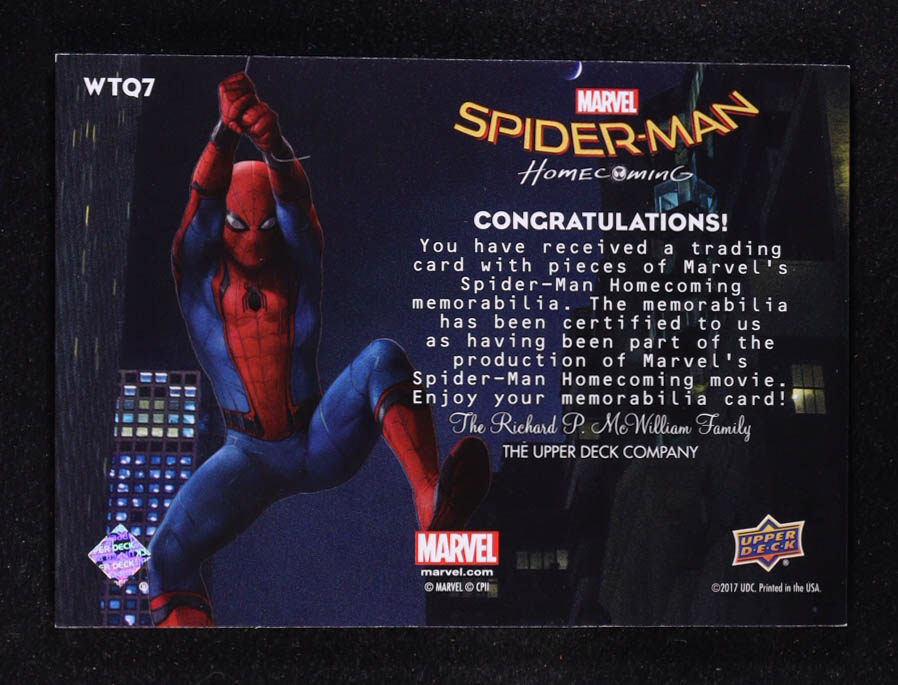 WTQ7
MARVEL
SPIDER-MAN
HOMECOMING
CONGRATULATIONS!
You have received a trading
card with pieces of Marvel's
Spider-Man Homecoming
memorabilia. The memorabilia
has been certified to us
as having been part of the
production of Marvel's
Spider-Man Homecoming movie.
Enjoy your memorabilia card!
The Richard P. McWilliam Family
THE UPPER DECK COMPANY
MARVEL
marvel.com
© MARVEL © CPII
UPPER
D·E·C·K
®
©2017 UDC. Printed in the USA.